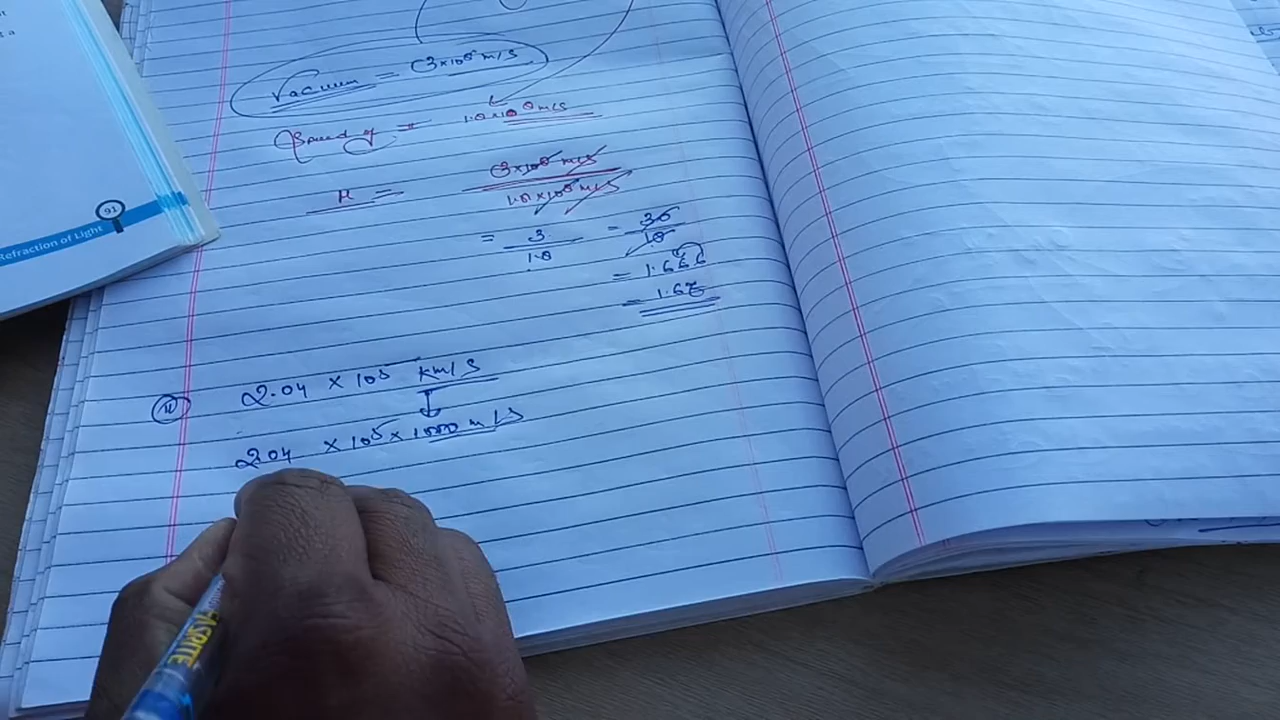 a
91
Refraction of Light
Vacuum = 3×10⁸ m/s
Speed of = 1.8×10⁸ m/s
μ = 3×10⁸ m/s
1.8×10⁸ m/s
= 3 = 30
1.8 18
= 1.666
= 1.67
(ii) 2.04 × 10⁵ km/s
2.04 × 10⁵ × 1000 m/s